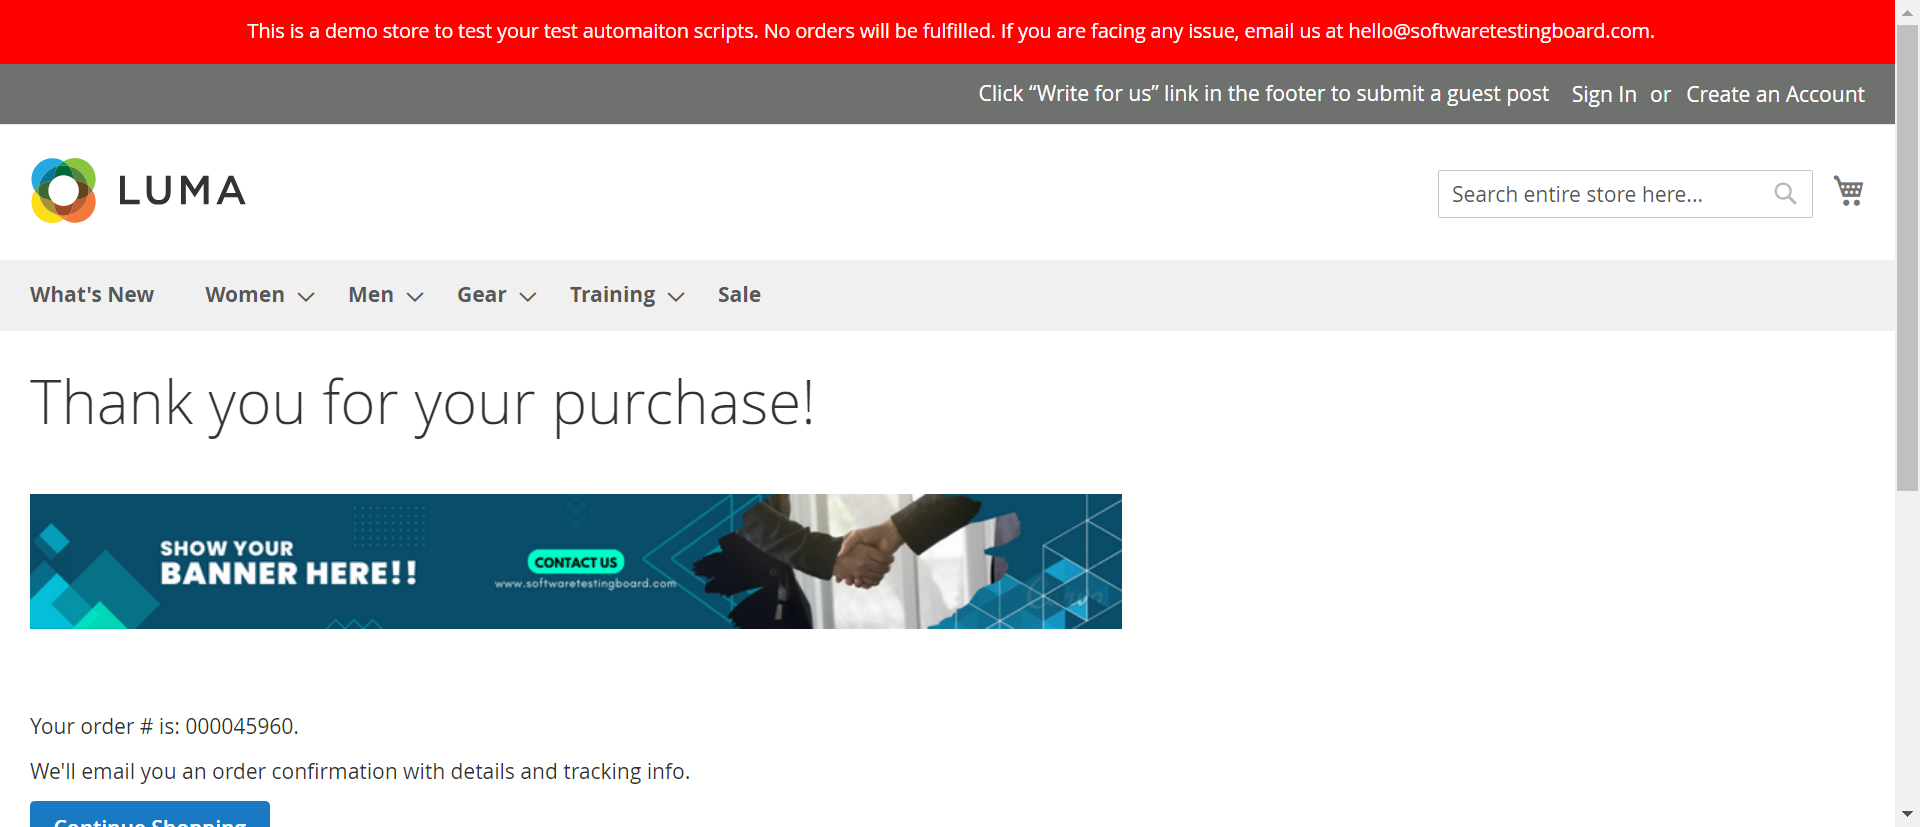 This is a demo store to test your test automaiton scripts. No orders will be fulfilled. If you are facing any issue, email us at hello@softwaretestingboard.com.
Click “Write for us” link in the footer to submit a guest post Sign In or Create an Account
LUMA
Search entire store here...
What's New Women Men Gear Training Sale
Thank you for your purchase!
SHOW YOUR
BANNER HERE!!
CONTACT US
www.softwaretestingboard.com
Your order # is: 000045960.
We'll email you an order confirmation with details and tracking info.
Continue Shopping